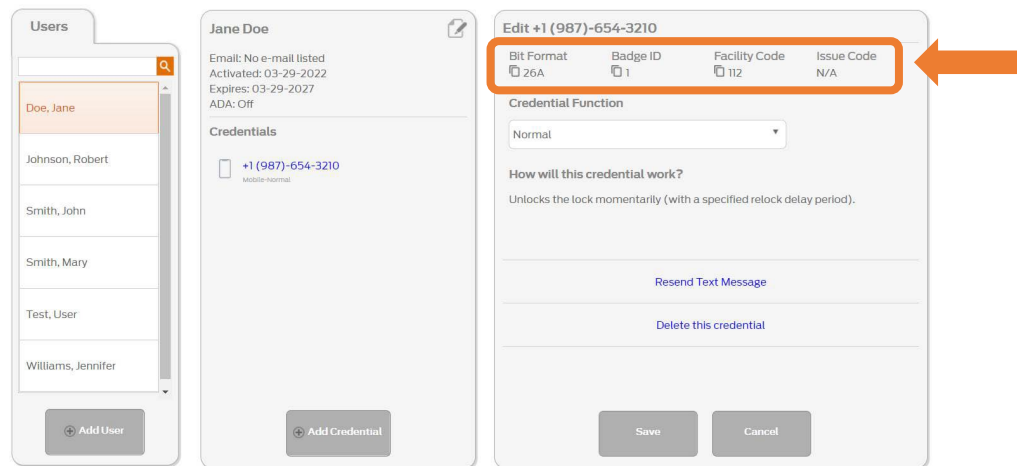 Users
Doe, Jane
Johnson, Robert
Smith, John
Smith, Mary
Test, User
Williams, Jennifer
Add User
Jane Doe
Email: No e-mail listed
Activated: 03-29-2022
Expires: 03-29-2027
ADA: Off
Credentials
+1 (987)-654-3210
Mobile-Normal
Add Credential
Edit +1 (987)-654-3210
Bit Format Badge ID Facility Code Issue Code
26A 1 112 N/A
Credential Function
Normal
How will this credential work?
Unlocks the lock momentarily (with a specified relock delay period).
Resend Text Message
Delete this credential
Save Cancel